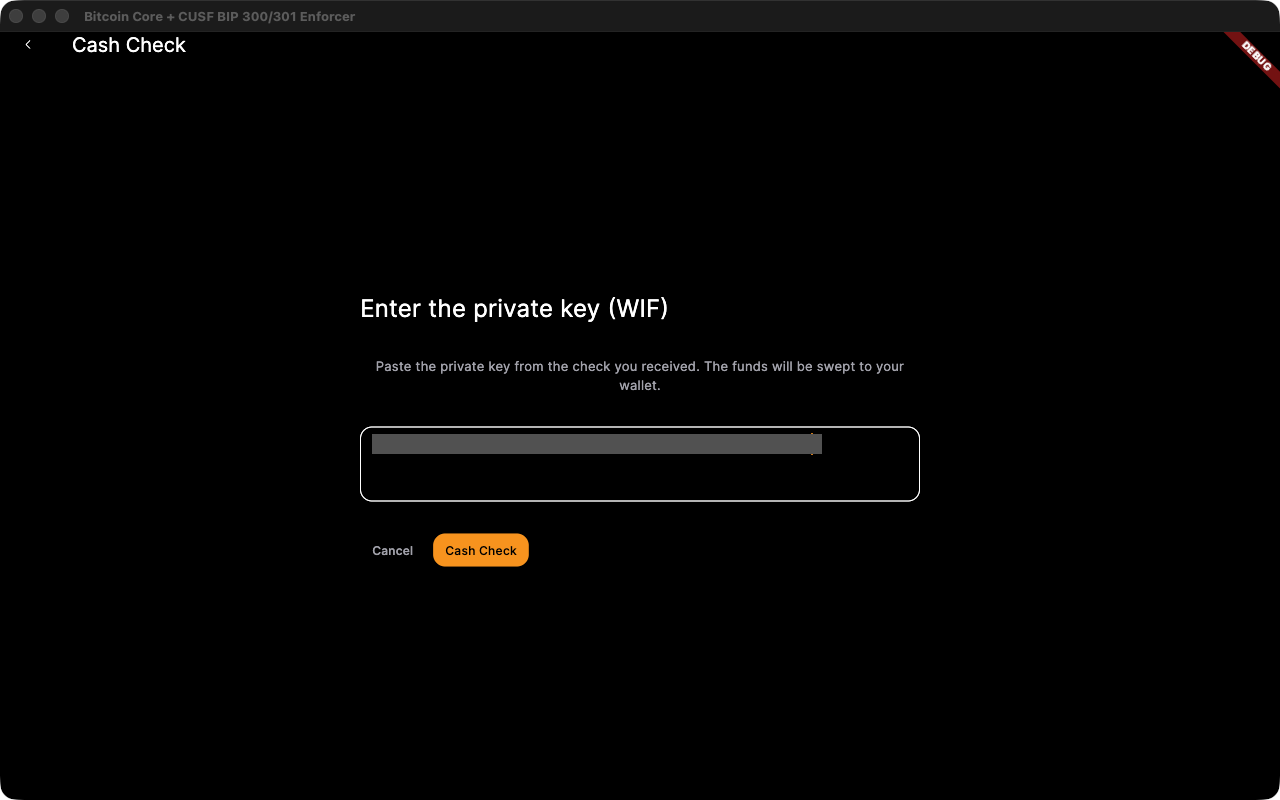 Bitcoin Core + CUSF BIP 300/301 Enforcer
Cash Check
DEBUG
Enter the private key (WIF)
Paste the private key from the check you received. The funds will be swept to your
wallet.
Cancel
Cash Check